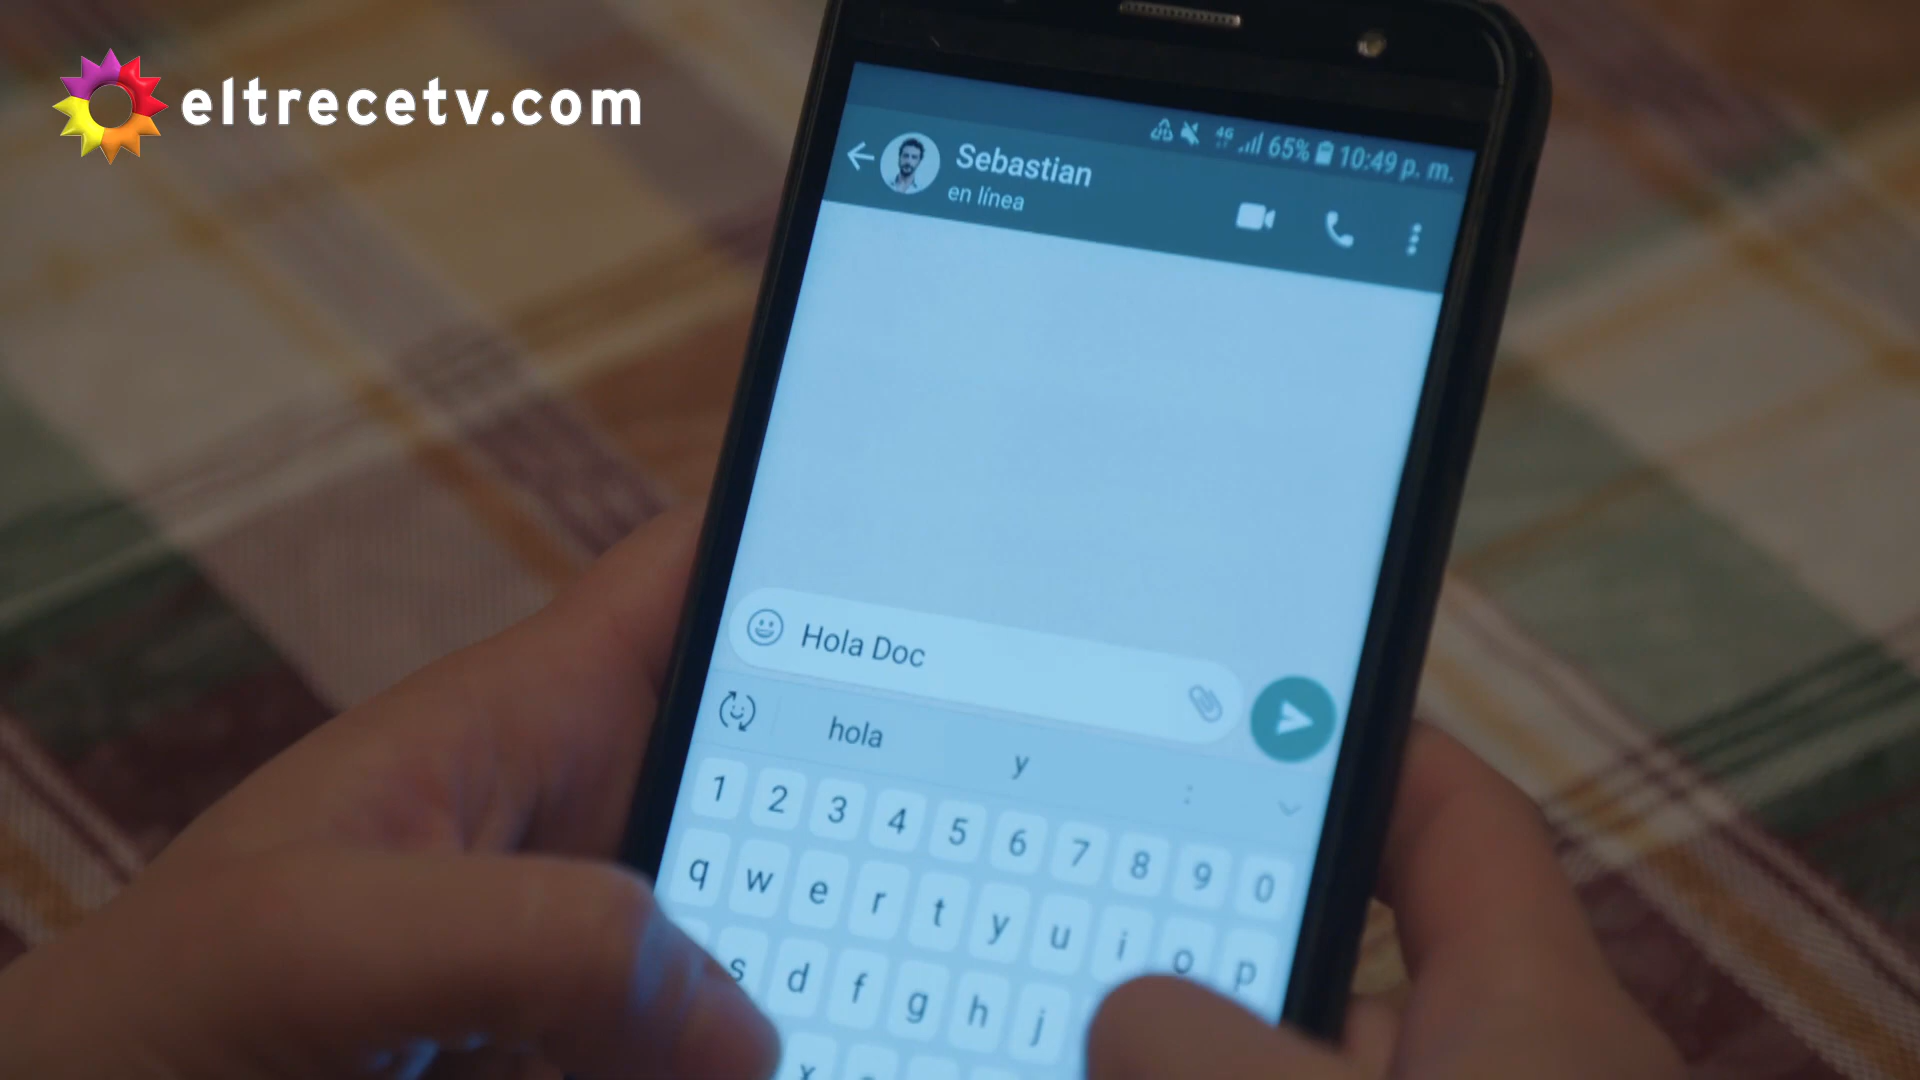 eltrecetv.com
4G 65% 10:49 p. m.
Sebastian
en línea
Hola Doc
hola y :
1 2 3 4 5 6 7 8 9 0
q w e r t y u i o p
s d f g h j
x